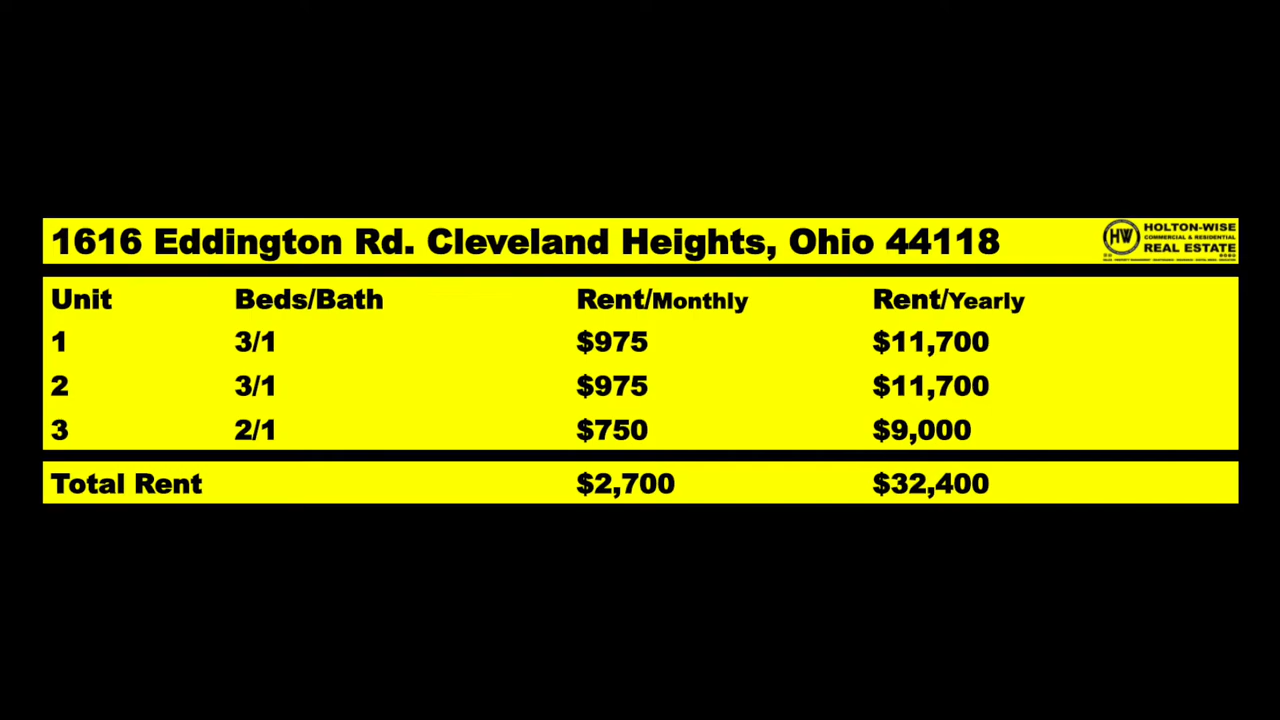 1616 Eddington Rd. Cleveland Heights, Ohio 44118
HW
HOLTON-WISE
COMMERCIAL & RESIDENTIAL
REAL ESTATE
Unit Beds/Bath Rent/Monthly Rent/Yearly
1 3/1 $975 $11,700
2 3/1 $975 $11,700
3 2/1 $750 $9,000
Total Rent $2,700 $32,400